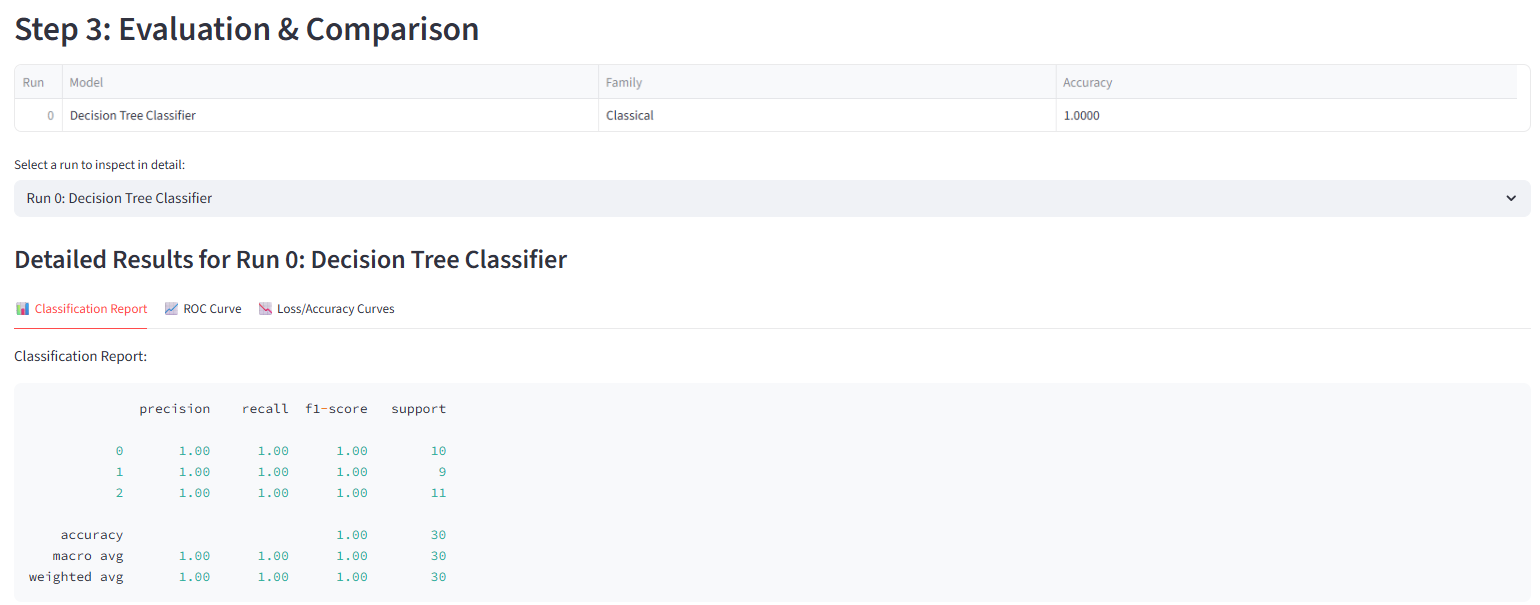 Step 3: Evaluation & Comparison
Run Model Family Accuracy
0 Decision Tree Classifier Classical 1.0000
Select a run to inspect in detail:
Run 0: Decision Tree Classifier
Detailed Results for Run 0: Decision Tree Classifier
Classification Report ROC Curve Loss/Accuracy Curves
Classification Report:
precision recall f1-score support
0 1.00 1.00 1.00 10
1 1.00 1.00 1.00 9
2 1.00 1.00 1.00 11
accuracy 1.00 30
macro avg 1.00 1.00 1.00 30
weighted avg 1.00 1.00 1.00 30